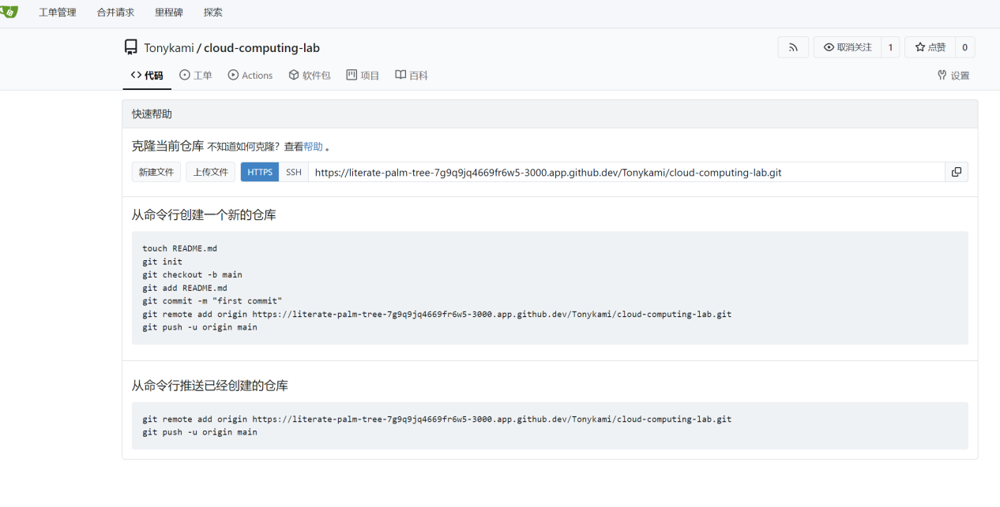 工单管理 合并请求 里程碑 探索
Tonykami / cloud-computing-lab 取消关注 1 点赞 0
代码 工单 Actions 软件包 项目 百科 设置
快速帮助
克隆当前仓库 不知道如何克隆？查看帮助 。
新建文件 上传文件 HTTPS SSH https://literate-palm-tree-7g9q9jq4669fr6w5-3000.app.github.dev/Tonykami/cloud-computing-lab.git
从命令行创建一个新的仓库
touch README.md
git init
git checkout -b main
git add README.md
git commit -m "first commit"
git remote add origin https://literate-palm-tree-7g9q9jq4669fr6w5-3000.app.github.dev/Tonykami/cloud-computing-lab.git
git push -u origin main
从命令行推送已经创建的仓库
git remote add origin https://literate-palm-tree-7g9q9jq4669fr6w5-3000.app.github.dev/Tonykami/cloud-computing-lab.git
git push -u origin main